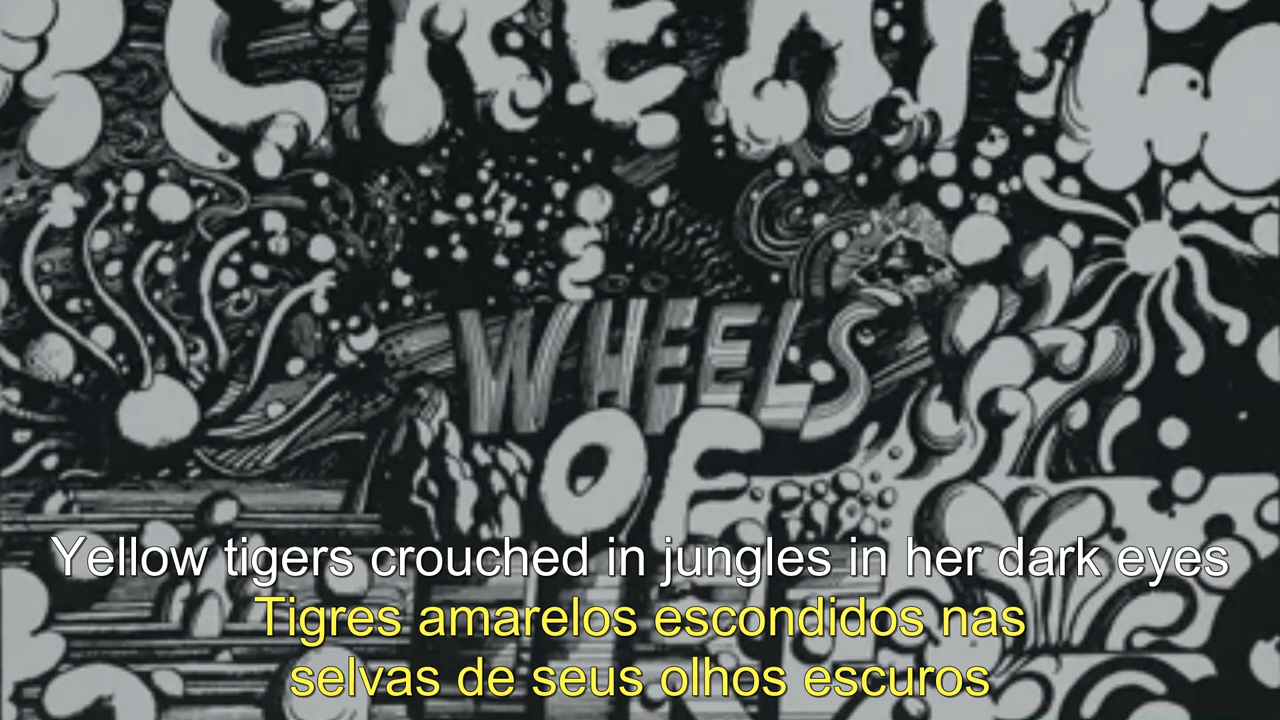 CREAM
WHEELS
OF
FIRE
Yellow tigers crouched in jungles in her dark eyes
Tigres amarelos escondidos nas
selvas de seus olhos escuros